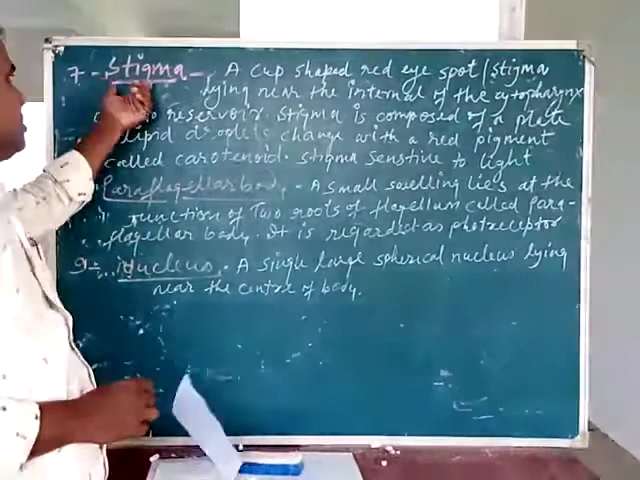 7 - Stigma -, A cup shaped red eye spot/stigma
lying near the internal of the cytopharynx
reservoir. stigma is composed of a plate
lipid droplets change with a red pigment
called carotenoid. stigma senstive to light
Paraflagellar body - A small swelling lies at the
junction of Two roots of flagellum called Para-
flagellar body. It is regarded as photreceptor
9 - Nucleus - A single large spherical nucleus lying
near the centre of body.